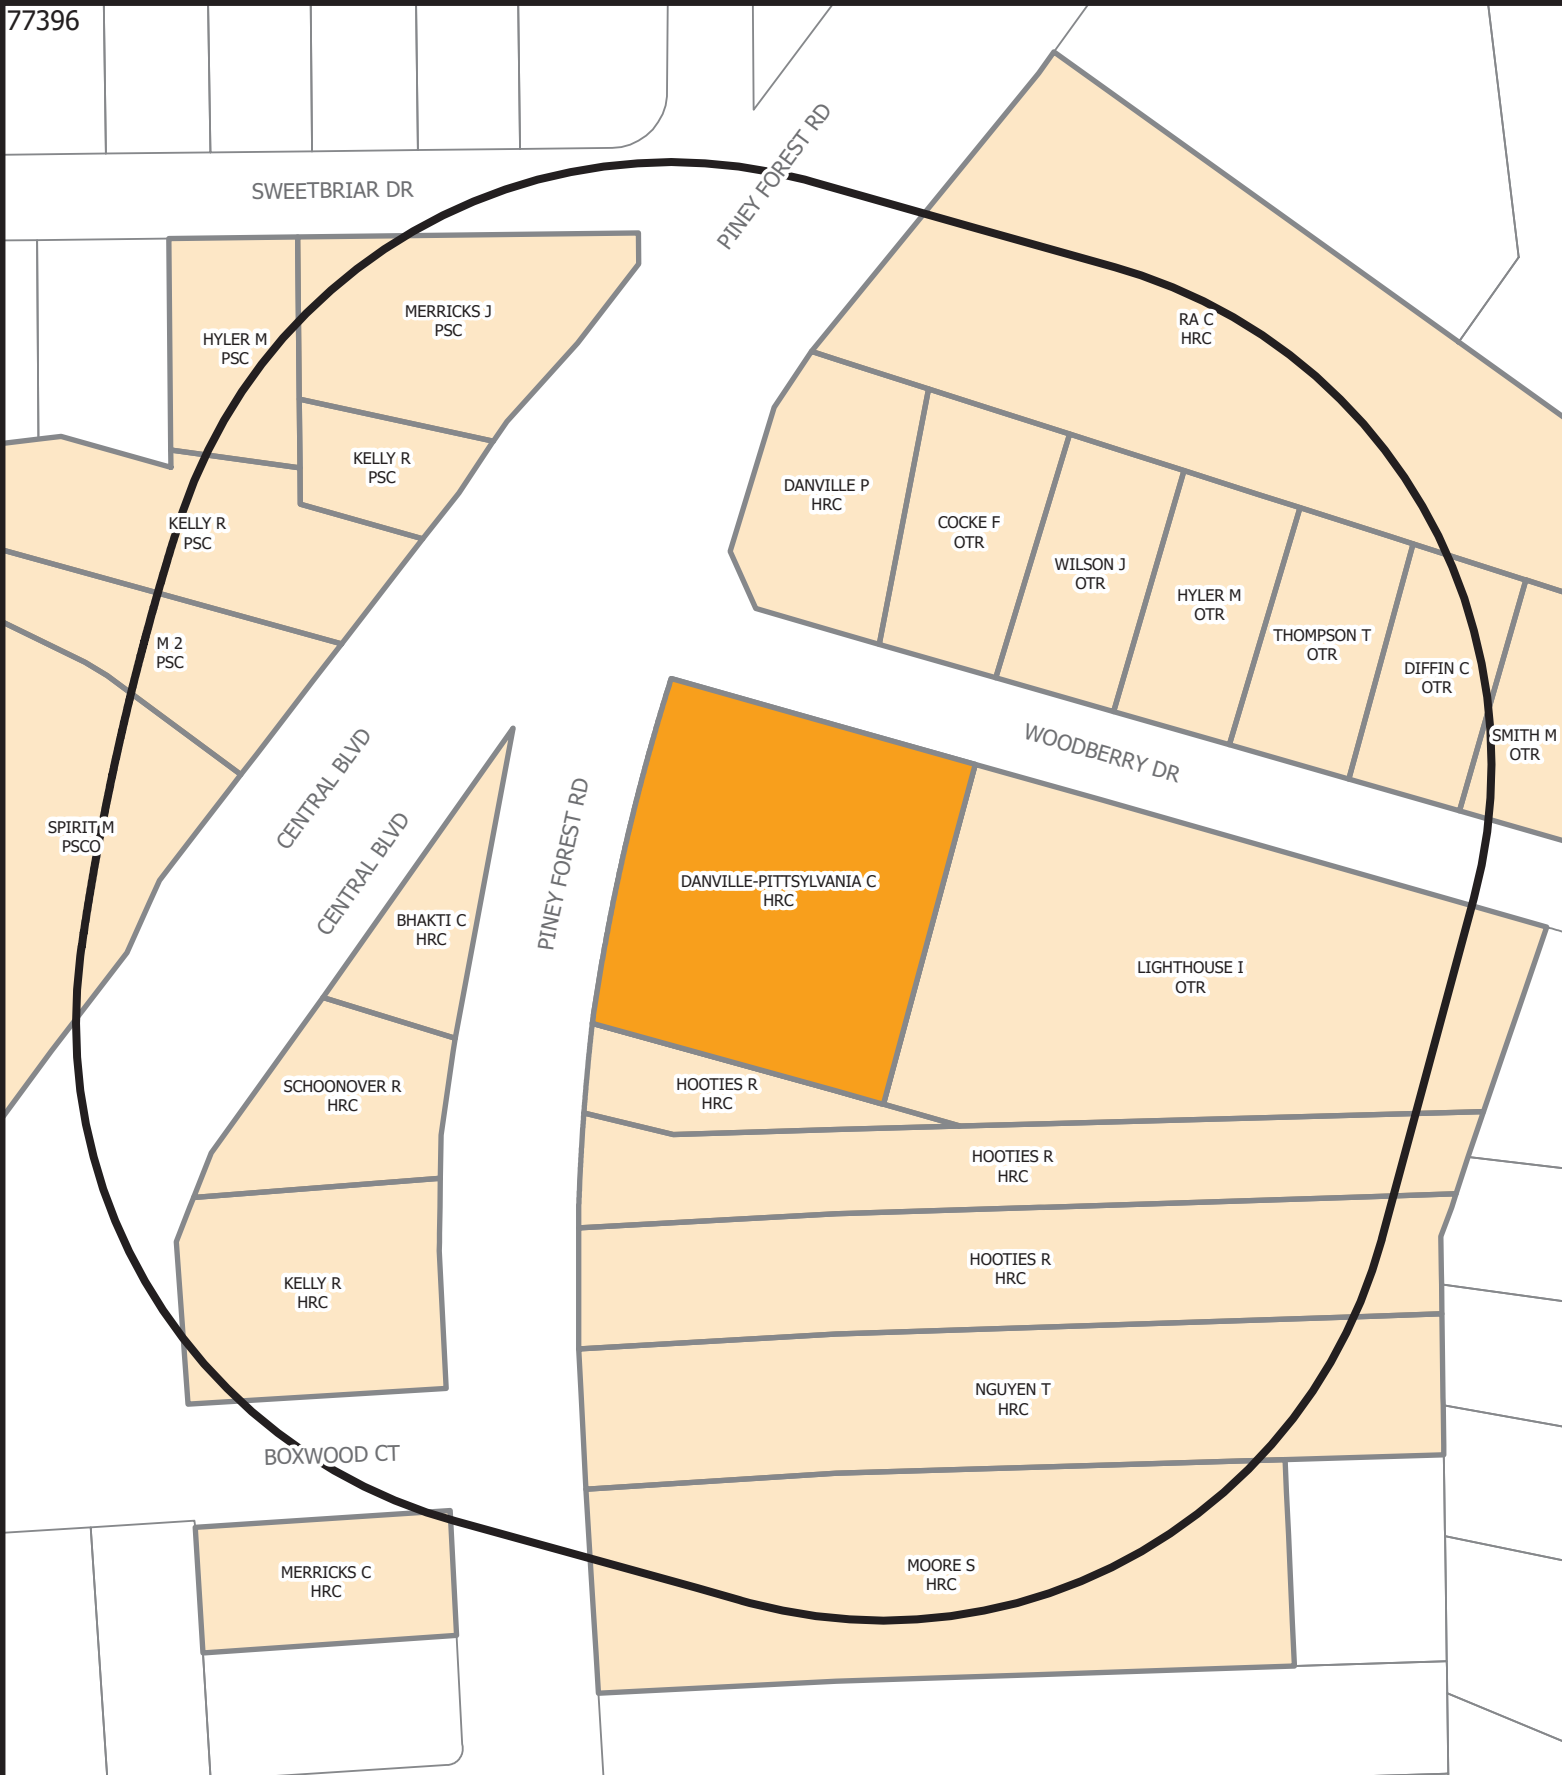 77396
PINEY FOREST RD
SWEETBRIAR DR
MERRICKS J
PSC
RA C
HRC
HYLER M
PSC
KELLY R
PSC
DANVILLE P
HRC
COCKE F
OTR
KELLY R
PSC
WILSON J
OTR
HYLER M
OTR
THOMPSON T
OTR
M 2
PSC
DIFFIN C
OTR
SMITH M
OTR
WOODBERRY DR
CENTRAL BLVD
SPIRIT M
PSCO
CENTRAL BLVD
PINEY FOREST RD
DANVILLE-PITTSYLVANIA C
HRC
BHAKTI C
HRC
LIGHTHOUSE I
OTR
SCHOONOVER R
HRC
HOOTIES R
HRC
HOOTIES R
HRC
HOOTIES R
HRC
KELLY R
HRC
NGUYEN T
HRC
BOXWOOD CT
MERRICKS C
HRC
MOORE S
HRC